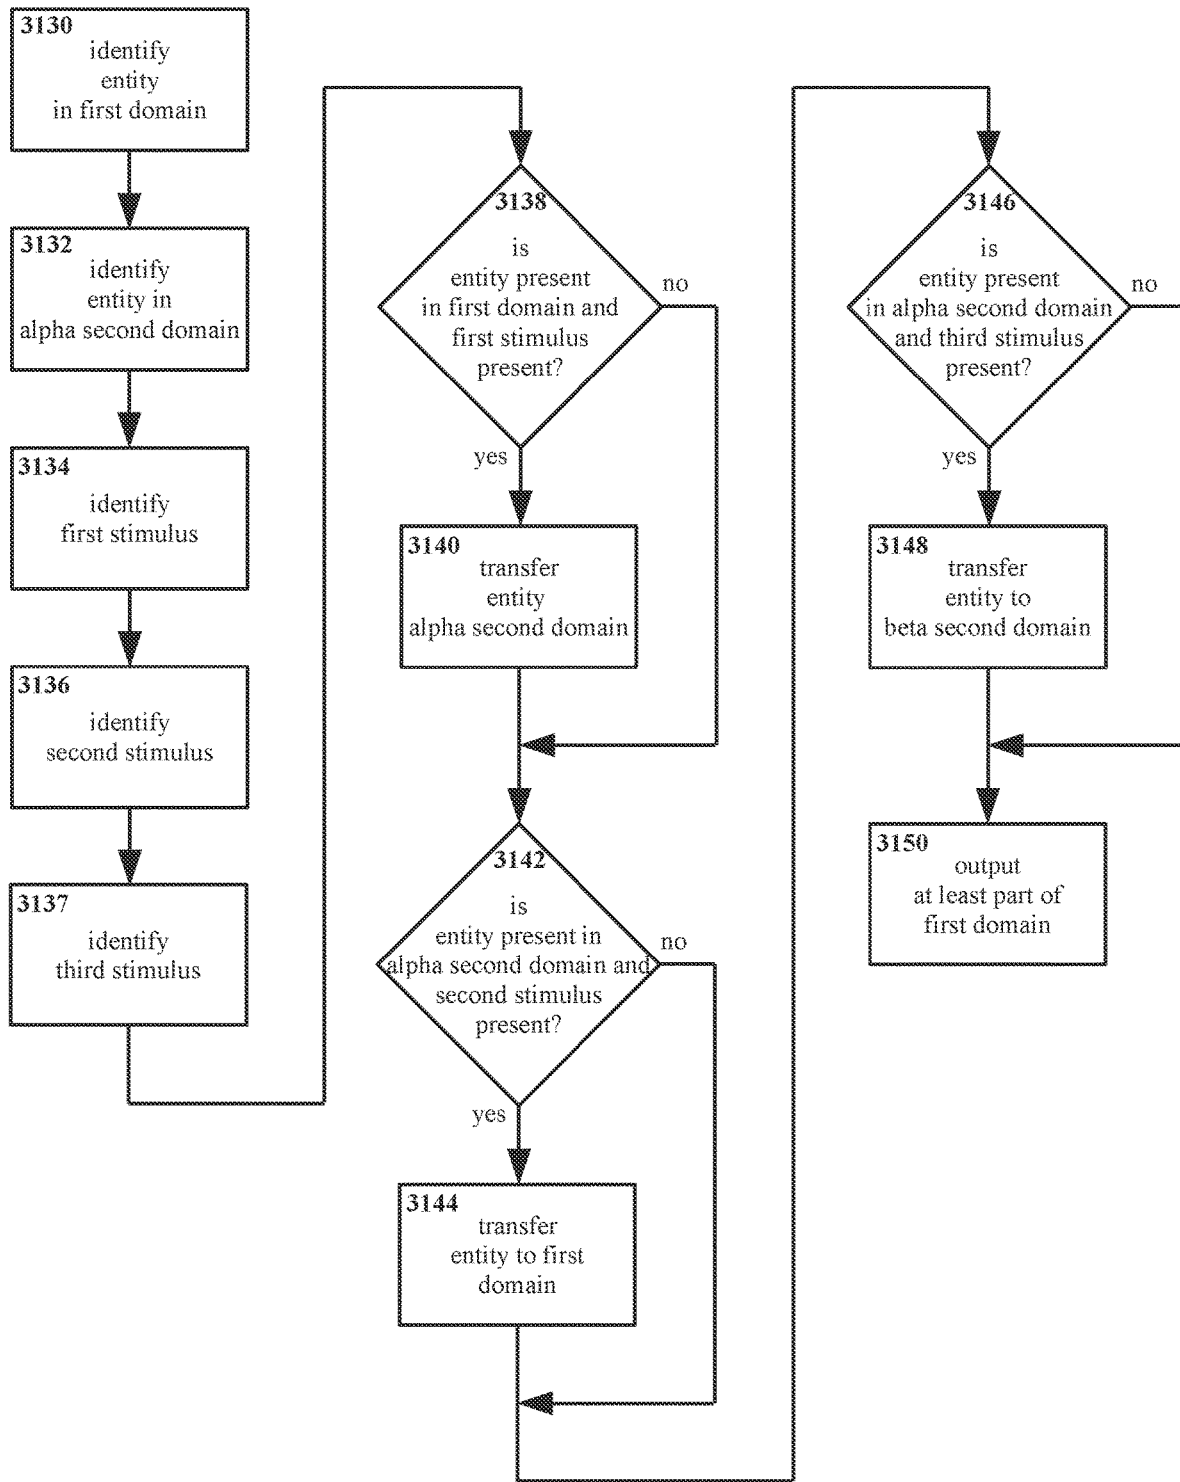 3130
identify
entity
in first domain
3132
identify
entity in
alpha second domain
3134
identify
first stimulus
3136
identify
second stimulus
3137
identify
third stimulus
3138
is
entity present
in first domain and
first stimulus
present?
no
yes
3140
transfer
entity
alpha second domain
3142
is
entity present in
alpha second domain and
second stimulus
present?
no
yes
3144
transfer
entity to first
domain
3146
is
entity present
in alpha second domain
and third stimulus
present?
no
yes
3148
transfer
entity to
beta second domain
3150
output
at least part of
first domain